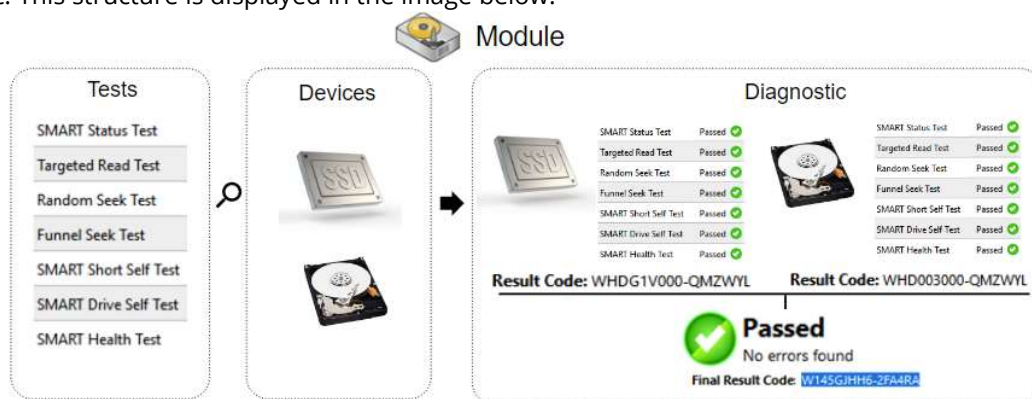 This structure is displayed in the image below.
Module
Tests
SMART Status Test
Targeted Read Test
Random Seek Test
Funnel Seek Test
SMART Short Self Test
SMART Drive Self Test
SMART Health Test
Devices
SSD
Diagnostic
SSD
SMART Status Test Passed
Targeted Read Test Passed
Random Seek Test Passed
Funnel Seek Test Passed
SMART Short Self Test Passed
SMART Drive Self Test Passed
SMART Health Test Passed
Result Code: WHDG1V000-QMZWYL
SMART Status Test Passed
Targeted Read Test Passed
Random Seek Test Passed
Funnel Seek Test Passed
SMART Short Self Test Passed
SMART Drive Self Test Passed
SMART Health Test Passed
Result Code: WHD003000-QMZWYL
Passed
No errors found
Final Result Code: W145GJHH6-2FA4RA